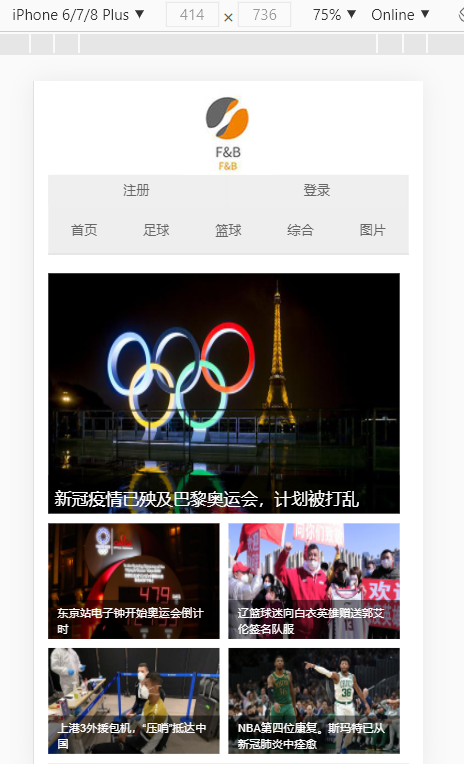 iPhone 6/7/8 Plus ▼ 414 × 736 75% ▼ Online ▼
F&B
F&B
注册 登录
首页 足球 篮球 综合 图片
新冠疫情已殃及巴黎奥运会，计划被打乱
479
东京站电子钟开始奥运会倒计
时
辽篮球迷向白衣英雄赠送郭艾
伦签名队服
上港3外援包机，“压哨”抵达中
国
NBA第四位康复。斯玛特已从
新冠肺炎中痊愈